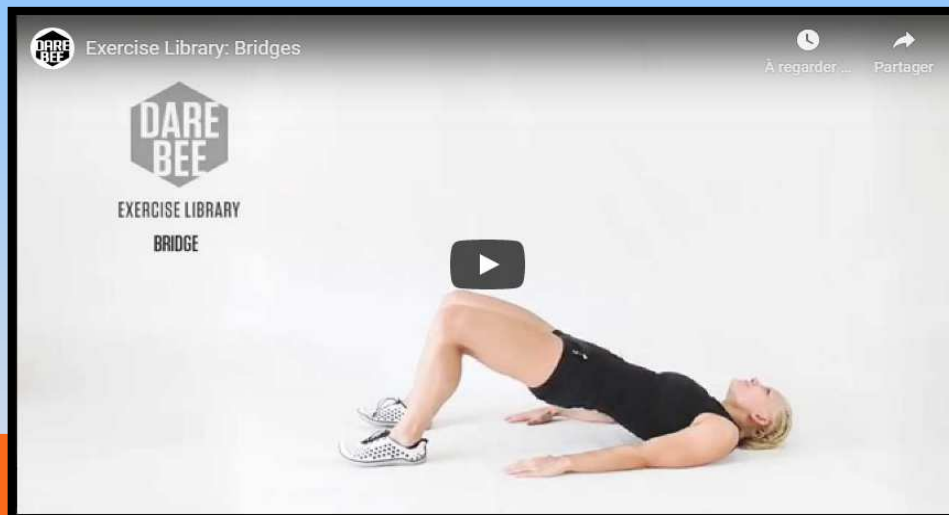 DARE BEE
Exercise Library: Bridges
À regarder ...
Partager
DARE
BEE
EXERCISE LIBRARY
BRIDGE